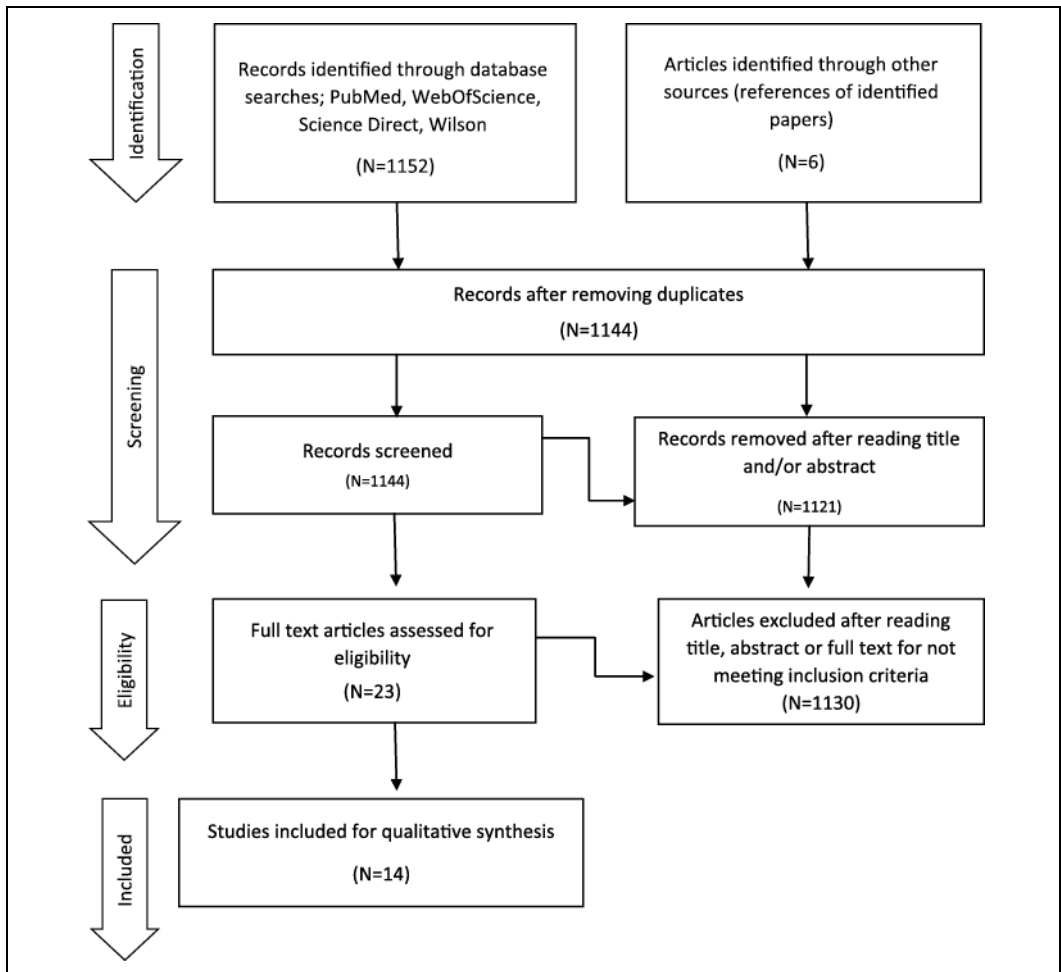 Identification
Records identified through database
searches; PubMed, WebOfScience,
Science Direct, Wilson
(N=1152)
Articles identified through other
sources (references of identified
papers)
(N=6)
Screening
Records after removing duplicates
(N=1144)
Records screened
(N=1144)
Records removed after reading title
and/or abstract
(N=1121)
Eligibility
Full text articles assessed for
eligibility
(N=23)
Articles excluded after reading
title, abstract or full text for not
meeting inclusion criteria
(N=1130)
Included
Studies included for qualitative synthesis
(N=14)